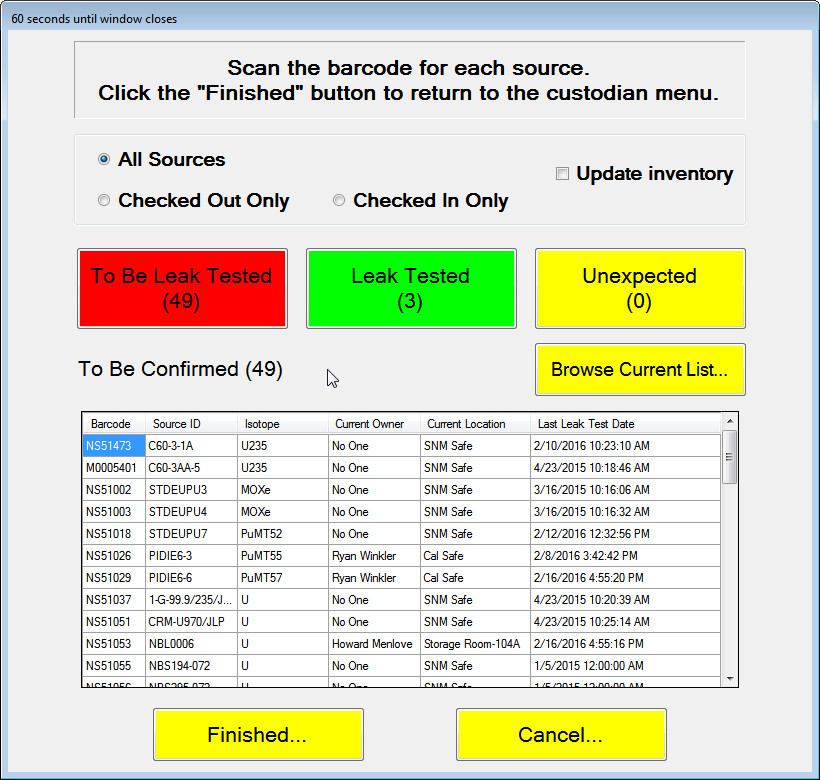 60 seconds until window closes
Scan the barcode for each source.
Click the "Finished" button to return to the custodian menu.
All Sources
Update inventory
Checked Out Only Checked In Only
To Be Leak Tested
(49)
Leak Tested
(3)
Unexpected
(0)
To Be Confirmed (49)
Browse Current List...
Barcode Source ID Isotope Current Owner Current Location Last Leak Test Date
NS51473 C60-3-1A U235 No One SNM Safe 2/10/2016 10:23:10 AM
M0005401 C60-3AA-5 U235 No One SNM Safe 4/23/2015 10:18:46 AM
NS51002 STDEUPU3 MOXe No One SNM Safe 3/16/2015 10:16:06 AM
NS51003 STDEUPU4 MOXe No One SNM Safe 3/16/2015 10:16:32 AM
NS51018 STDEUPU7 PuMT52 No One SNM Safe 2/12/2016 12:32:56 PM
NS51026 PIDIE6-3 PuMT55 Ryan Winkler Cal Safe 2/8/2016 3:42:42 PM
NS51029 PIDIE6-6 PuMT57 Ryan Winkler Cal Safe 2/16/2016 4:55:20 PM
NS51037 1-G-99.9/235/J... U No One SNM Safe 4/23/2015 10:20:39 AM
NS51051 CRM-U970/JLP U No One SNM Safe 4/23/2015 10:25:14 AM
NS51053 NBL0006 U Howard Menlove Storage Room-104A 2/16/2016 4:55:16 PM
NS51055 NBS194-072 U No One SNM Safe 1/5/2015 12:00:00 AM
No One SNM Safe 1/5/2015 12:00:00 AM
Finished... Cancel...